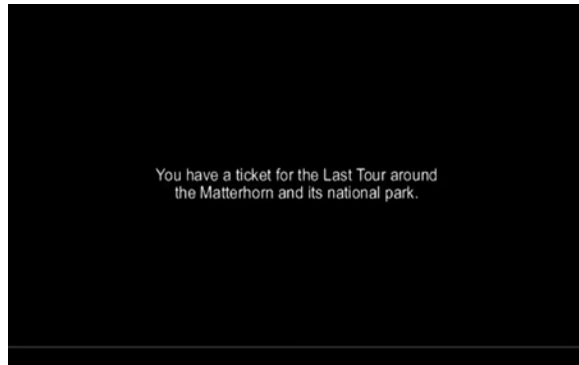 You have a ticket for the Last Tour around
the Matterhorn and its national park.